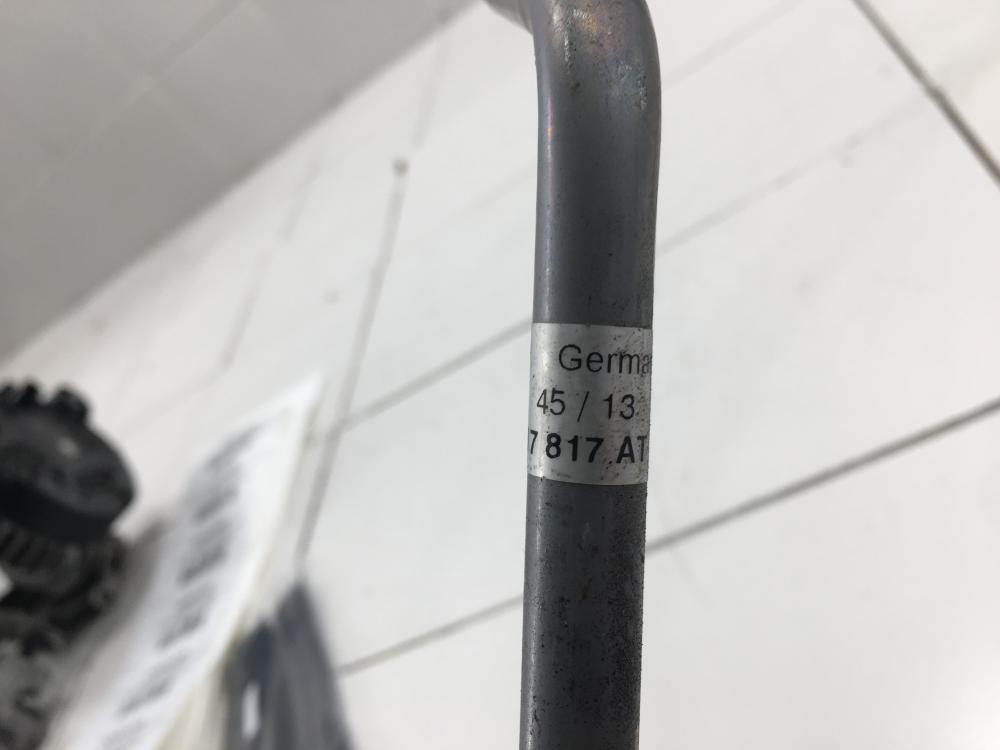 Germa
45 / 13
7 817 AT